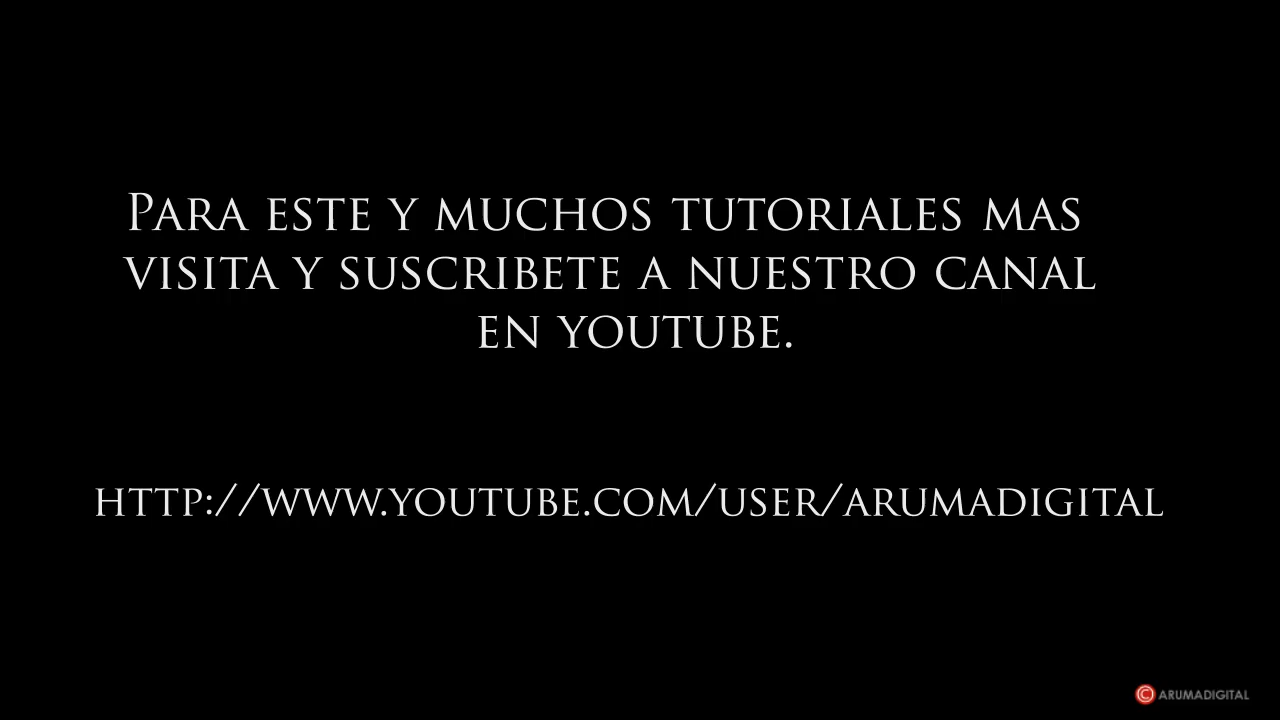 Para este y muchos tutoriales mas
visita y suscribete a nuestro canal
en youtube.
http://www.youtube.com/user/arumadigital
© ARUMADIGITAL